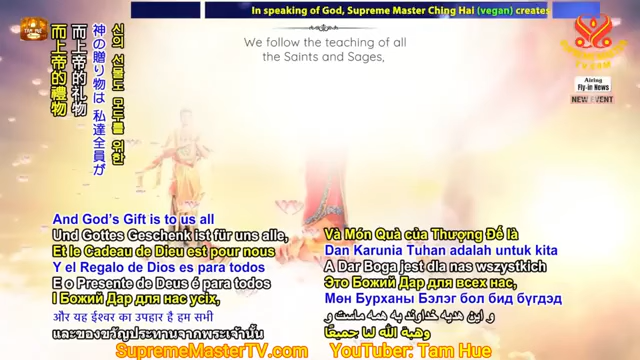 In speaking of God, Supreme Master Ching Hai (vegan) creates
We follow the teaching of all
the Saints and Sages,
Airing
Fly-in News
NEW EVENT
신의 선물도 모두를 위한
神の贈り物は 私達全員が
而上帝的礼物
而上帝的禮物
And God's Gift is to us all
Und Gottes Geschenk ist für uns alle,
Et le Cadeau de Dieu est pour nous
Y el Regalo de Dios es para todos
E o Presente de Deus é para todos
І Божий Дар для нас усіх,
और यह ईश्वर का उपहार है हम सभी
และของขวัญประทานจากพระเจ้านั้น
Và Món Quà của Thượng Đế là
Dan Karunia Tuhan adalah untuk kita
A Dar Boga jest dla nas wszystkich
Это Божий Дар для всех нас,
Мөн Бурханы Бэлэг бол бид бүгдэд
و این هدیه خداوند به همه ماست و
وهبة الله لنا جميعًا
SupremeMasterTV.com YouTuber: Tam Hue